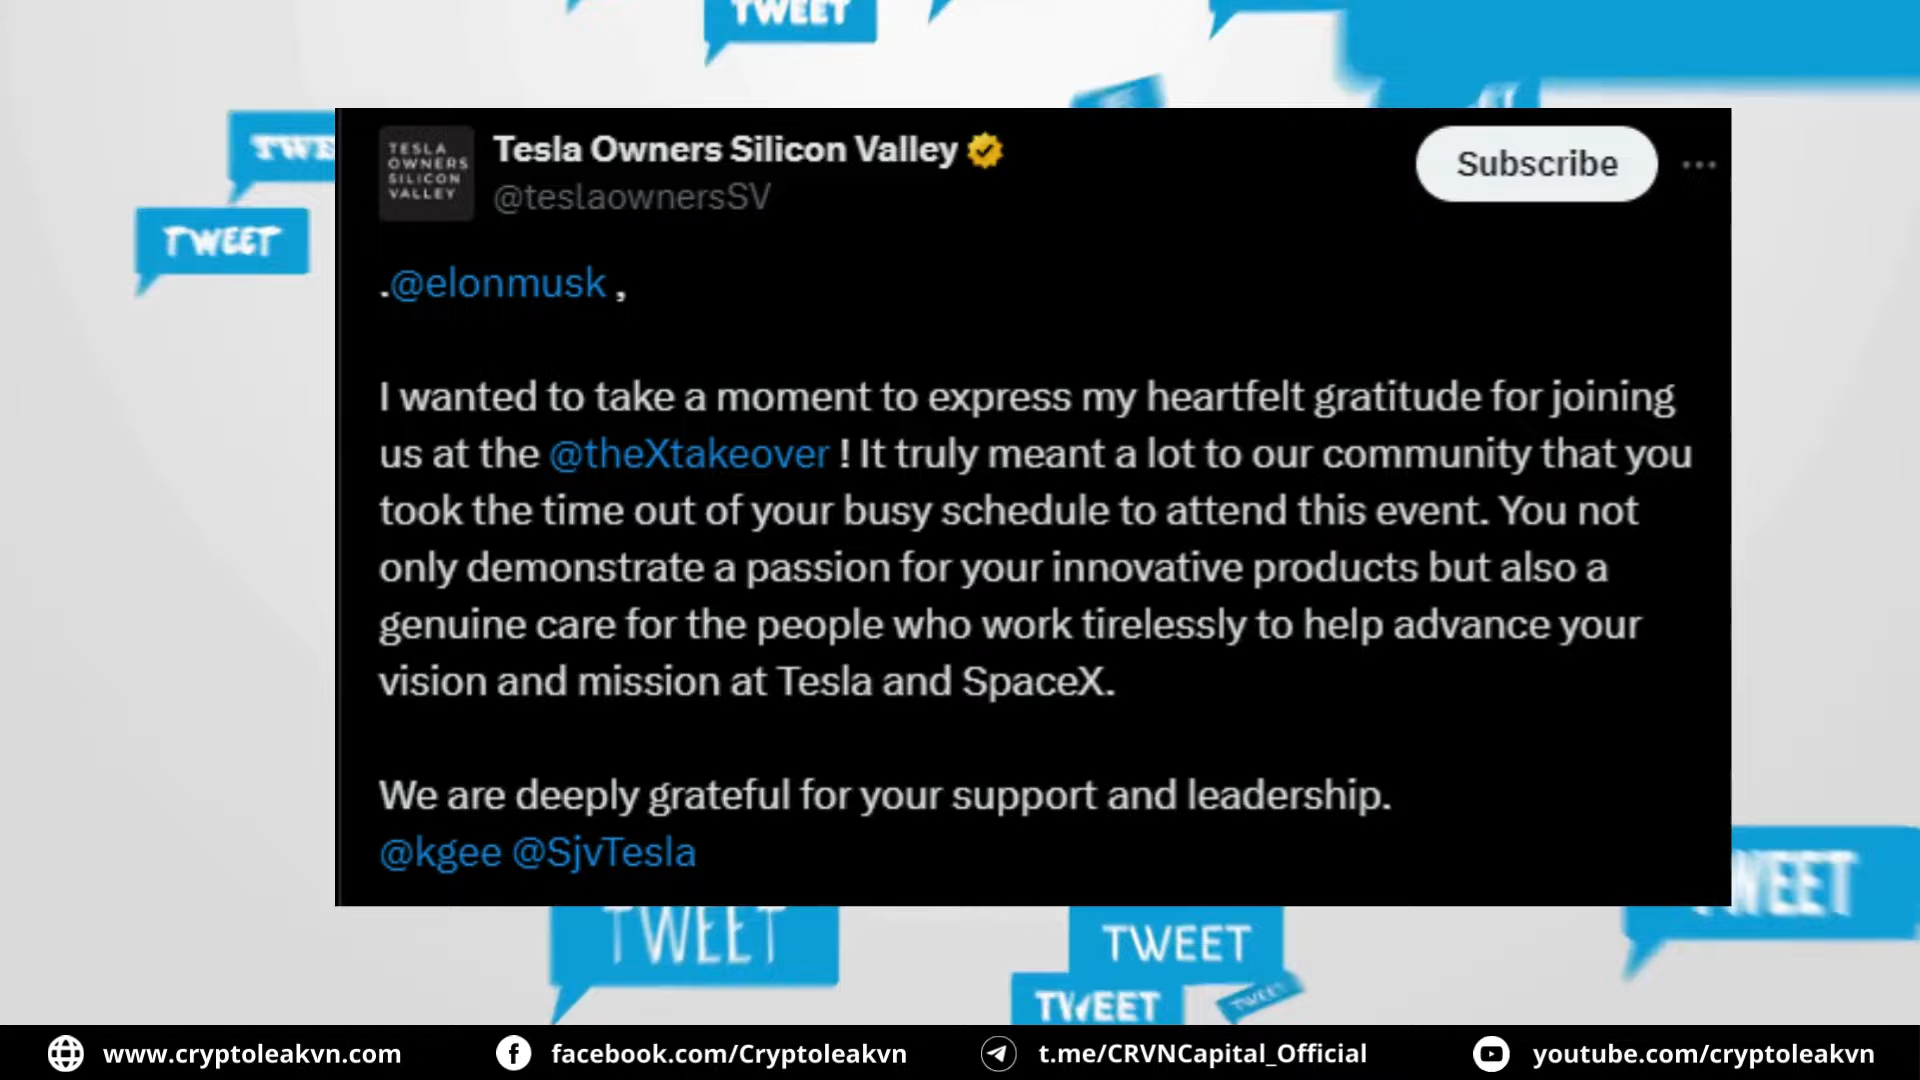 TWEET
TWE
TWEET
TESLA
OWNERS
SILICON
VALLEY
Tesla Owners Silicon Valley
@teslaownersSV
Subscribe
.@elonmusk ,
I wanted to take a moment to express my heartfelt gratitude for joining
us at the @theXtakeover ! It truly meant a lot to our community that you
took the time out of your busy schedule to attend this event. You not
only demonstrate a passion for your innovative products but also a
genuine care for the people who work tirelessly to help advance your
vision and mission at Tesla and SpaceX.
We are deeply grateful for your support and leadership.
@kgee @SjvTesla
TWEET
TWEET
TWEET
TWEET
TWEET
www.cryptoleakvn.com
facebook.com/Cryptoleakvn
t.me/CRVNCapital_Official
youtube.com/cryptoleakvn